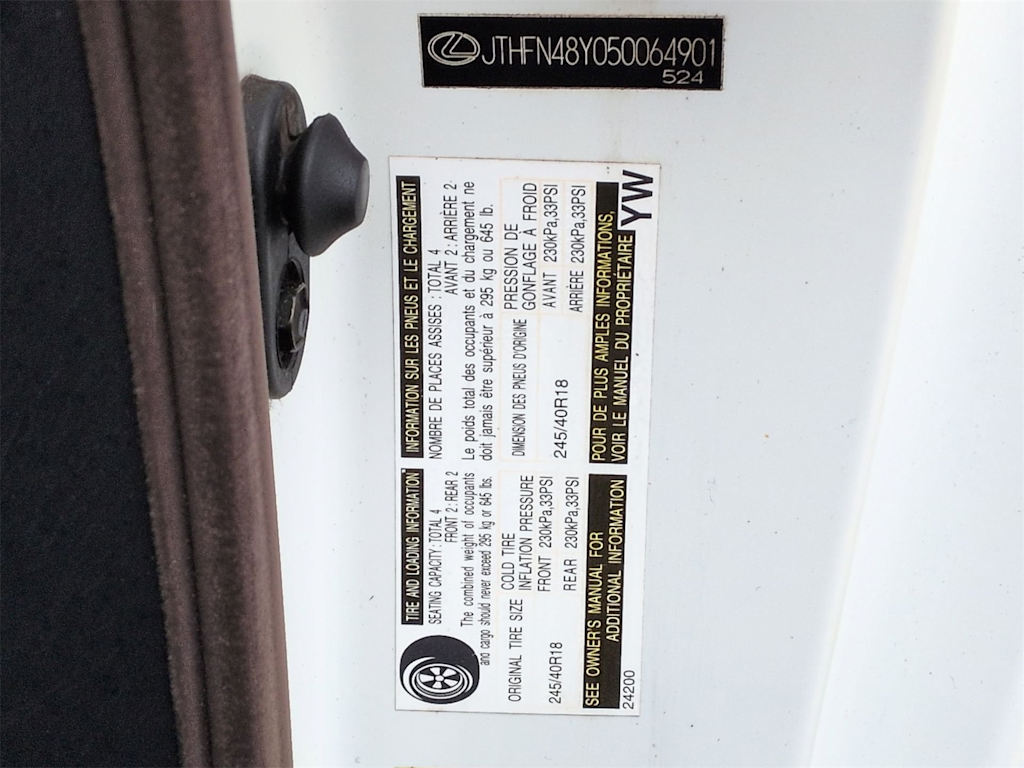 JTHFN48Y050064901
524
TIRE AND LOADING INFORMATION
SEATING CAPACITY : TOTAL 4
FRONT 2 : REAR 2
The combined weight of occupants
and cargo should never exceed 295 kg or 645 lbs.
ORIGINAL TIRE SIZE
COLD TIRE
INFLATION PRESSURE
245/40R18
FRONT 230kPa,33PSI
REAR 230kPa,33PSI
SEE OWNER'S MANUAL FOR
ADDITIONAL INFORMATION
24200
INFORMATION SUR LES PNEUS ET LE CHARGEMENT
NOMBRE DE PLACES ASSISES : TOTAL 4
AVANT 2 : ARRIÈRE 2
Le poids total des occupants et du chargement ne
doit jamais être supérieur à 295 kg ou 645 lb.
DIMENSION DES PNEUS D'ORIGINE
PRESSION DE
GONFLAGE À FROID
245/40R18
AVANT 230kPa,33PSI
ARRIÈRE 230kPa,33PSI
POUR DE PLUS AMPLES INFORMATIONS,
VOIR LE MANUEL DU PROPRIÉTAIRE
YW